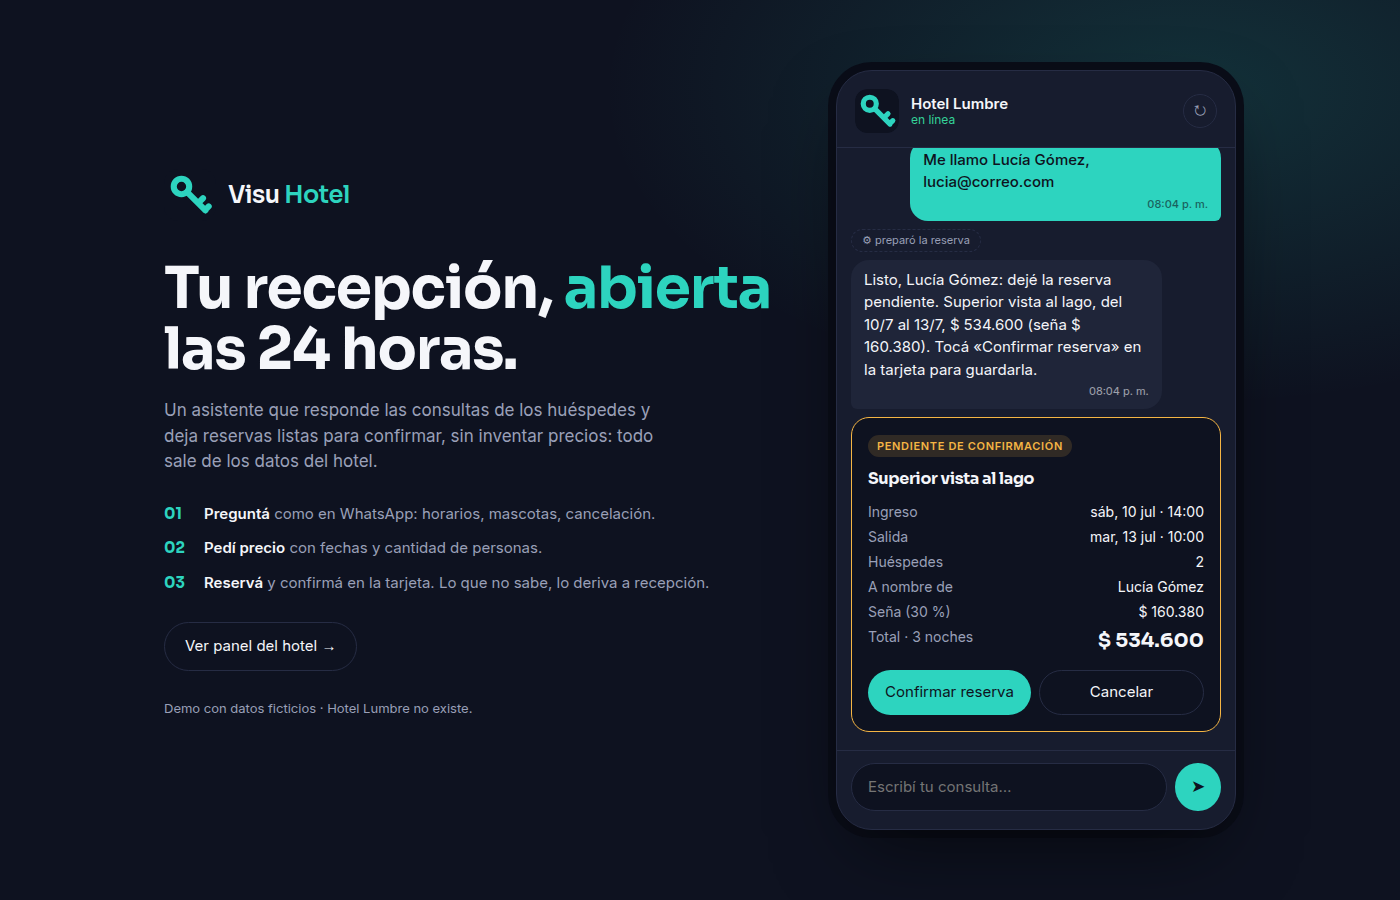 Visu Hotel
Tu recepción, abierta
las 24 horas.
Un asistente que responde las consultas de los huéspedes y
deja reservas listas para confirmar, sin inventar precios: todo
sale de los datos del hotel.
01 Preguntá como en WhatsApp: horarios, mascotas, cancelación.
02 Pedí precio con fechas y cantidad de personas.
03 Reservá y confirmá en la tarjeta. Lo que no sabe, lo deriva a recepción.
Ver panel del hotel →
Demo con datos ficticios · Hotel Lumbre no existe.
Hotel Lumbre
en línea
Me llamo Lucía Gómez,
lucia@correo.com
08:04 p. m.
⚙ preparó la reserva
Listo, Lucía Gómez: dejé la reserva
pendiente. Superior vista al lago, del
10/7 al 13/7, $ 534.600 (seña $
160.380). Tocá «Confirmar reserva» en
la tarjeta para guardarla.
08:04 p. m.
PENDIENTE DE CONFIRMACIÓN
Superior vista al lago
Ingreso sáb, 10 jul · 14:00
Salida mar, 13 jul · 10:00
Huéspedes 2
A nombre de Lucía Gómez
Seña (30 %) $ 160.380
Total · 3 noches $ 534.600
Confirmar reserva Cancelar
Escribí tu consulta...